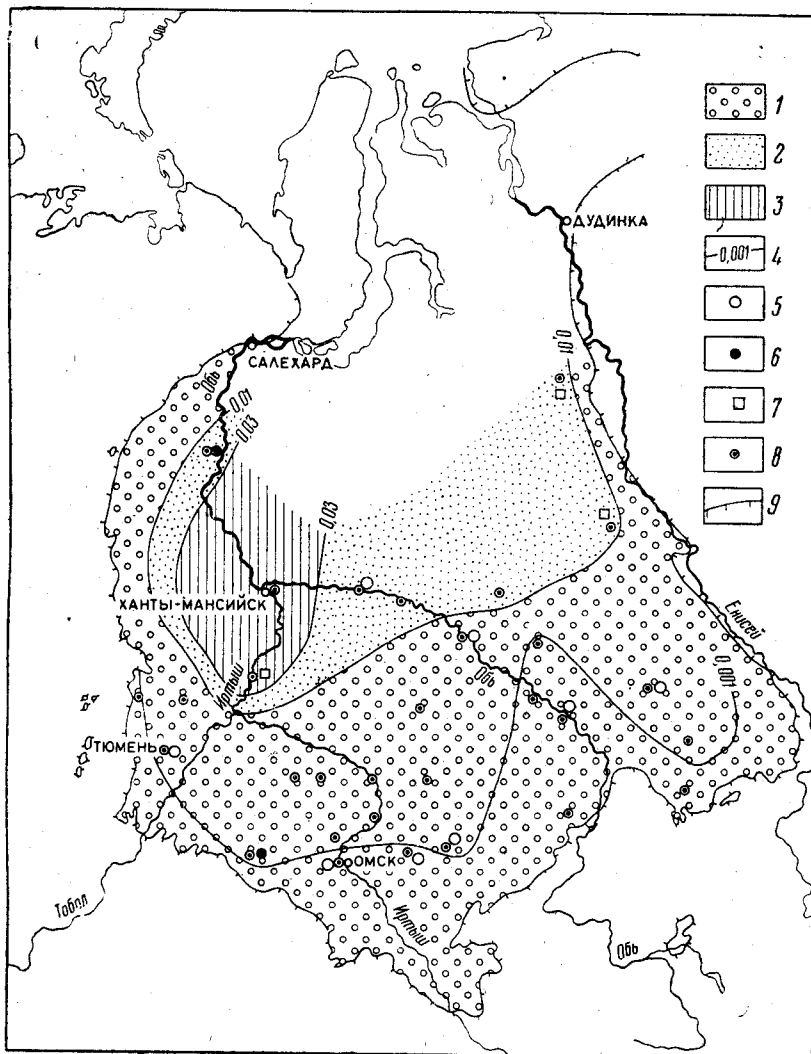 1
2
3
0,001 4
5
6
7
8
9
ДУДИНКА
САЛЕХАРД
Обь
0.01
0.03
0.01
0.03
ХАНТЫ-МАНСИЙСК
Енисей
Иртыш
Обь
0.001
ТЮМЕНЬ
ОМСК
Тобол
Иртыш
Обь